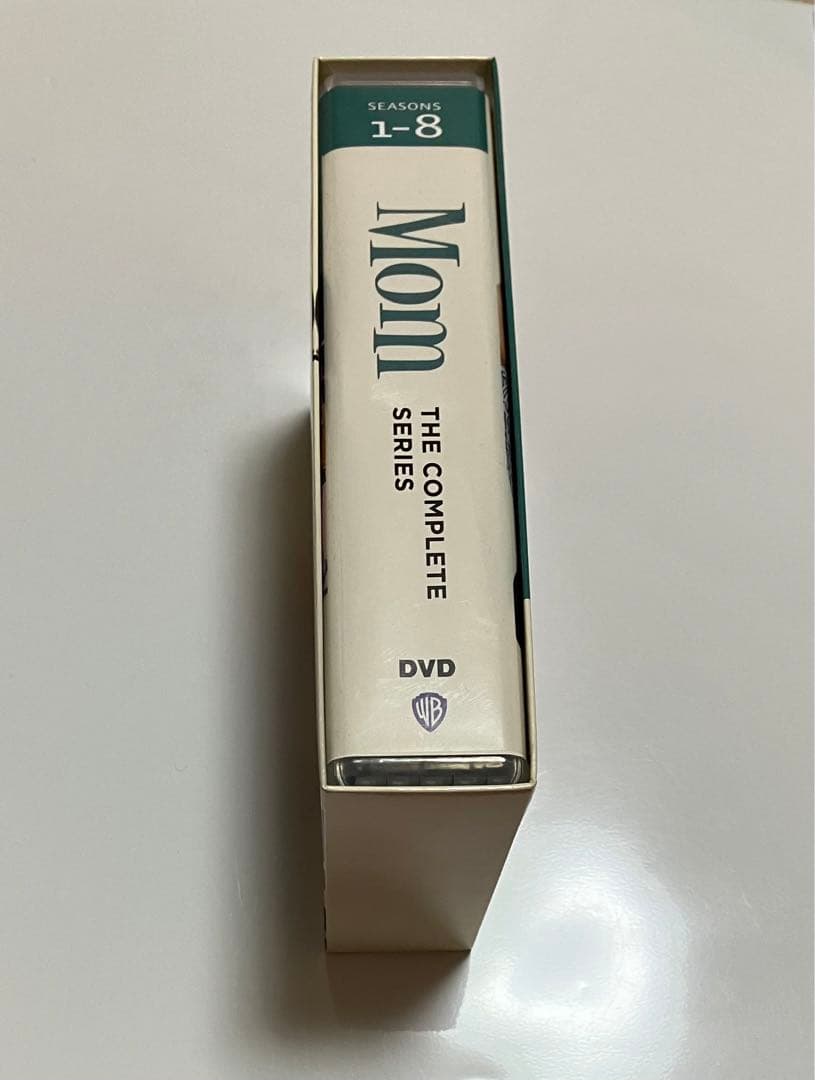 SEASONS
1-8
Mom
THE COMPLETE
SERIES
DVD
WB